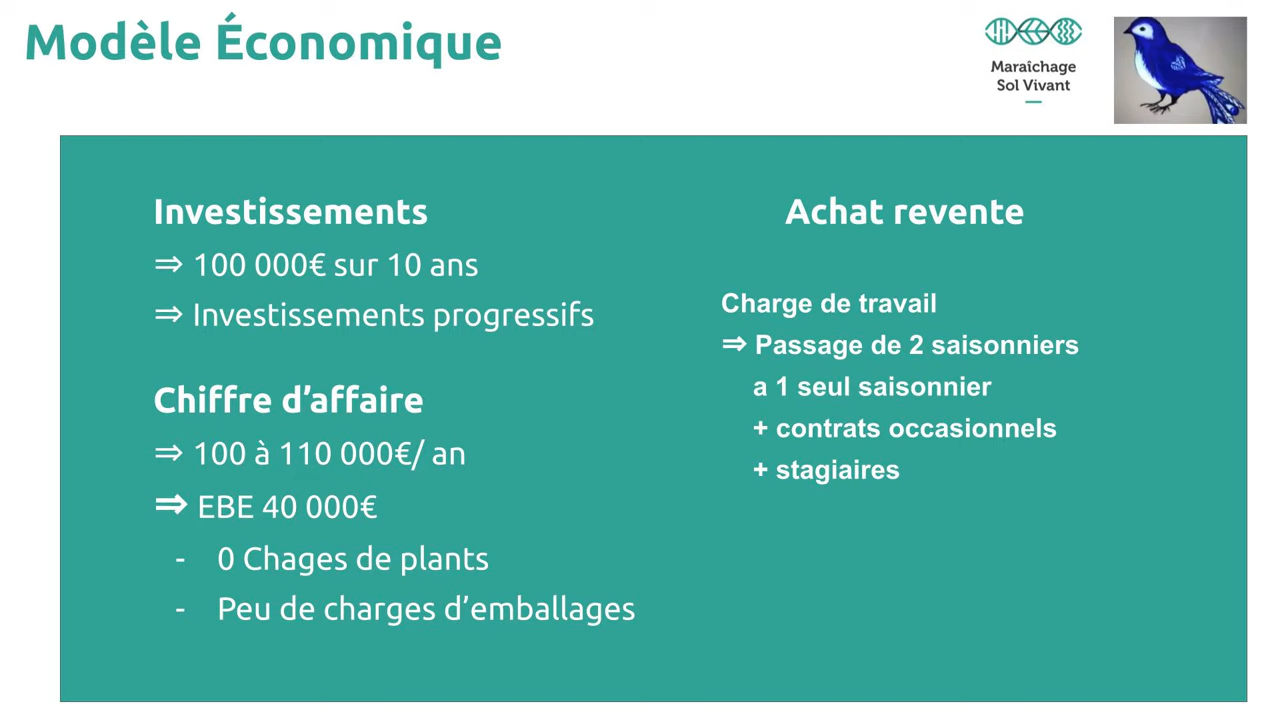 Modèle Économique
Maraîchage
Sol Vivant
Investissements
⇒ 100 000€ sur 10 ans
⇒ Investissements progressifs
Chiffre d’affaire
⇒ 100 à 110 000€/ an
⇒ EBE 40 000€
- 0 Chages de plants
- Peu de charges d’emballages
Achat revente
Charge de travail
⇒ Passage de 2 saisonniers
a 1 seul saisonnier
+ contrats occasionnels
+ stagiaires